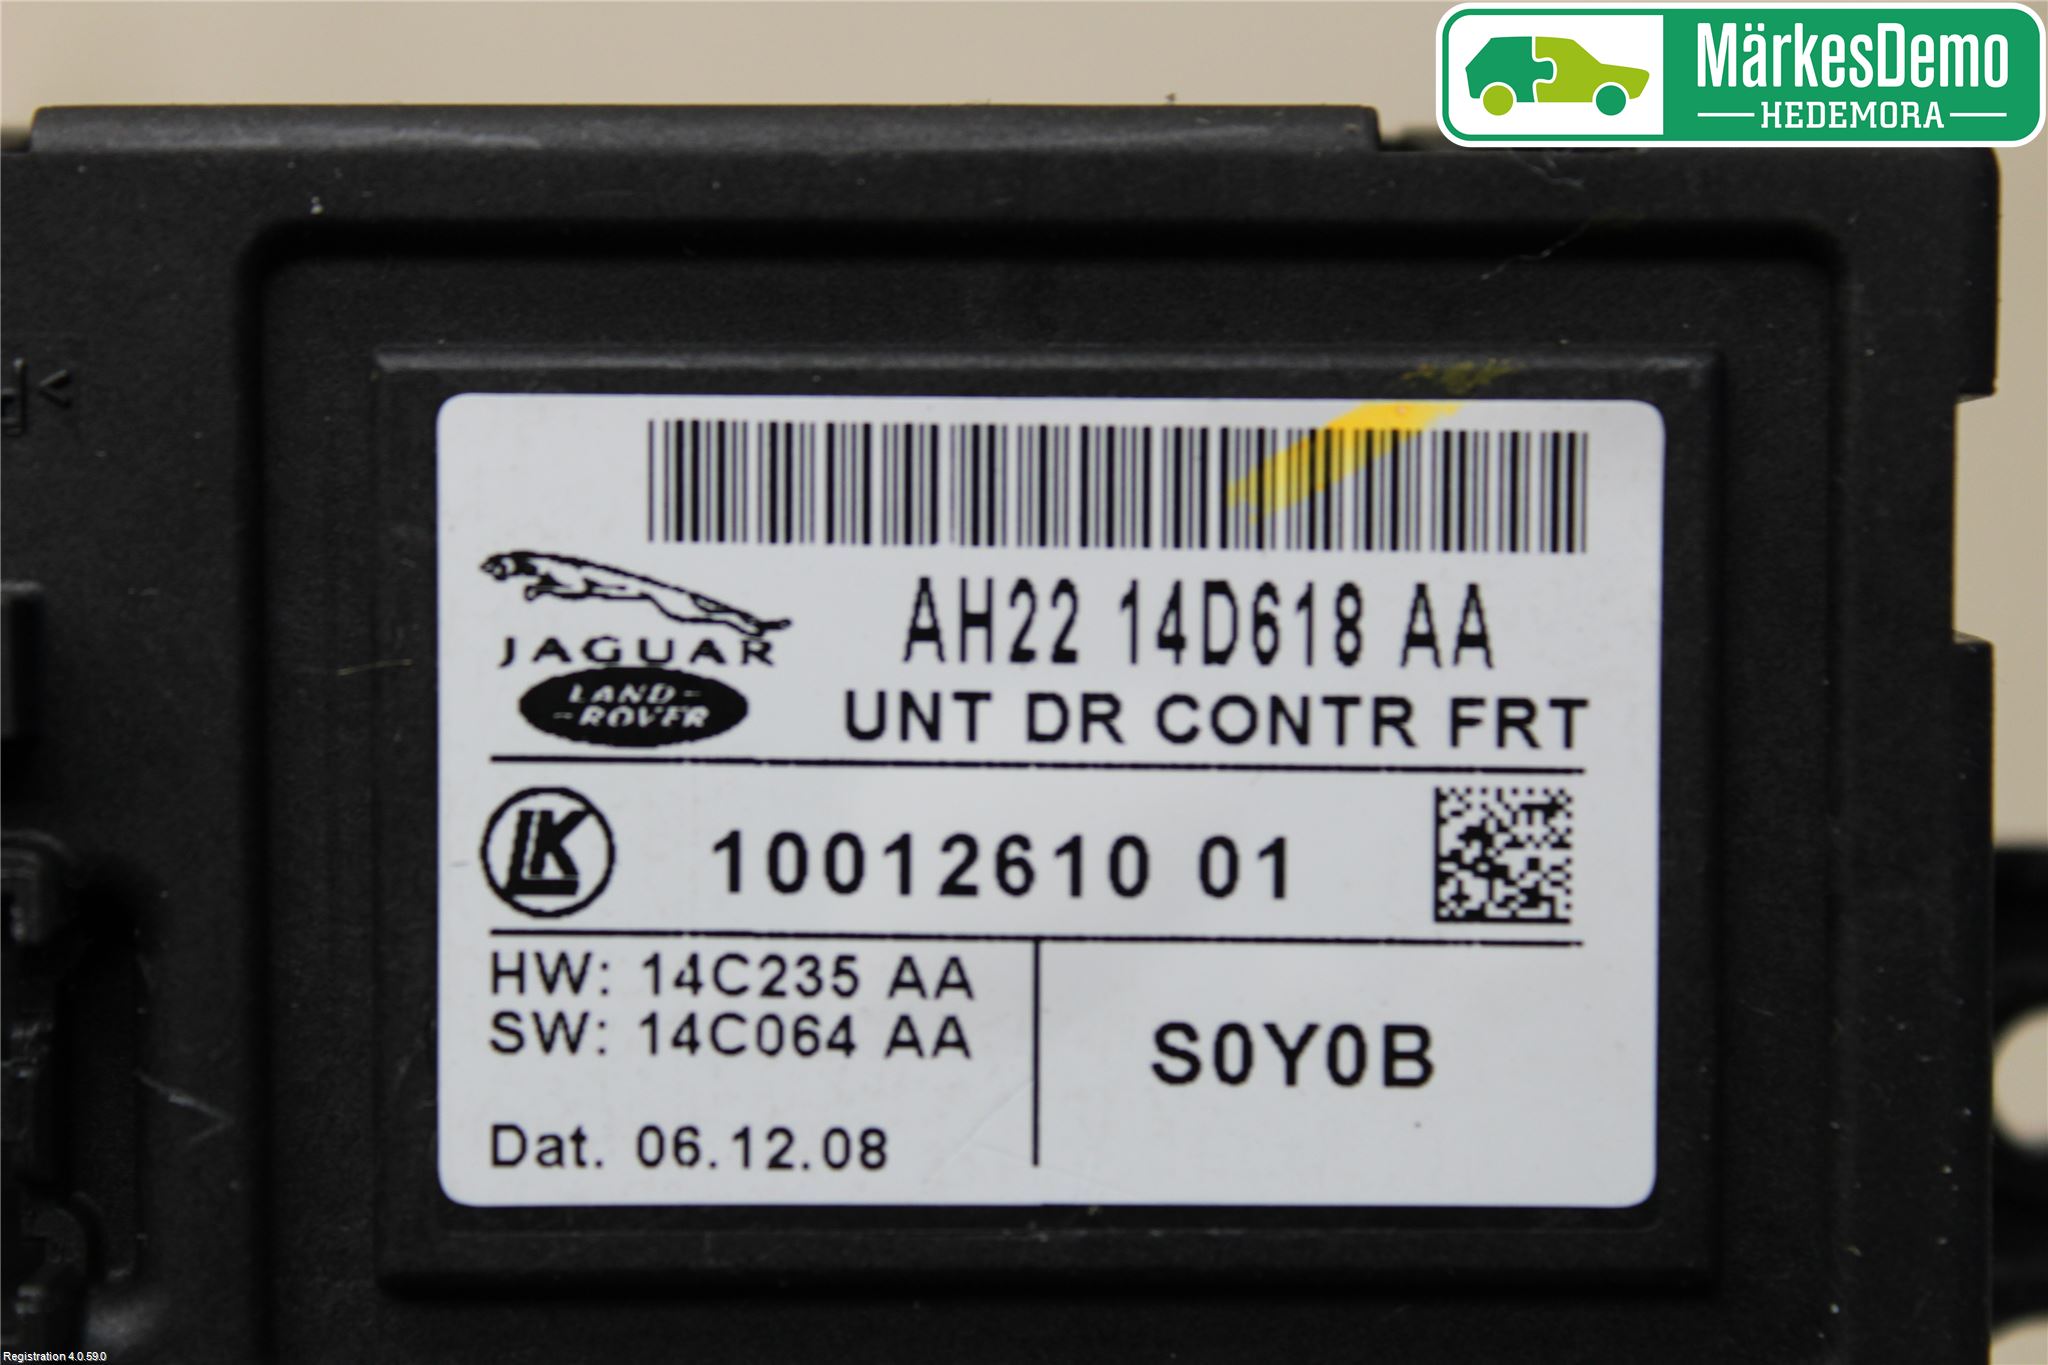 MärkesDemo
HEDEMORA
AH22 14D618 AA
JAGUAR
LAND-
-ROVER
UNT DR CONTR FRT
LK
10012610 01
HW: 14C235 AA
SW: 14C064 AA
S0Y0B
Dat. 06.12.08
Registration 4.0.59.0